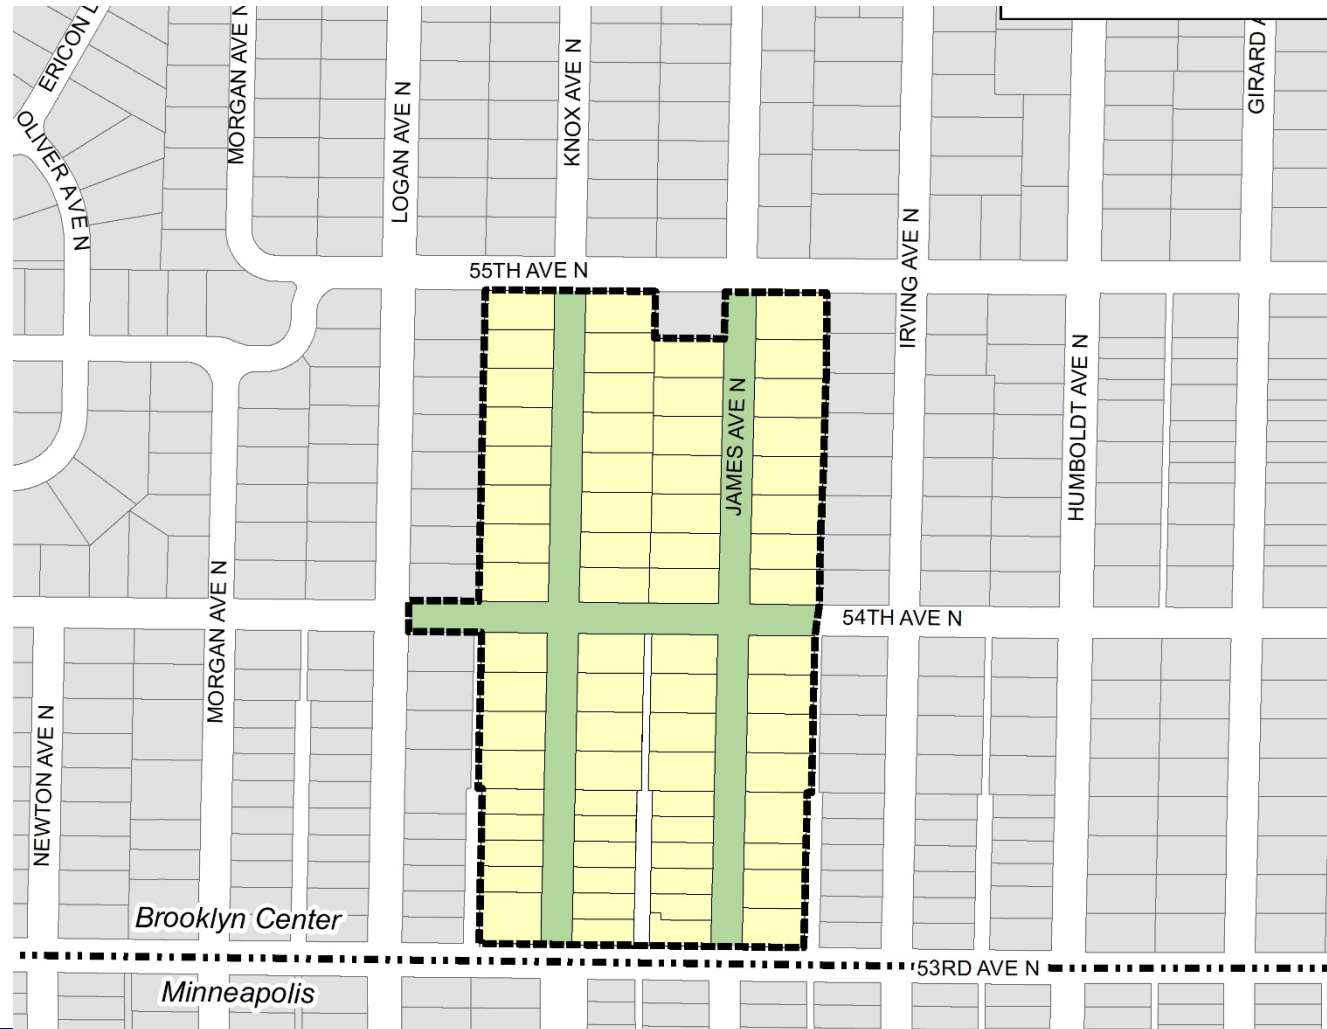 ERICON L
MORGAN AVE N
OLIVER AVE N
LOGAN AVE N
KNOX AVE N
GIRARD A
IRVING AVE N
55TH AVE N
HUMBOLDT AVE N
JAMES AVE N
MORGAN AVE N
54TH AVE N
NEWTON AVE N
Brooklyn Center
53RD AVE N
Minneapolis